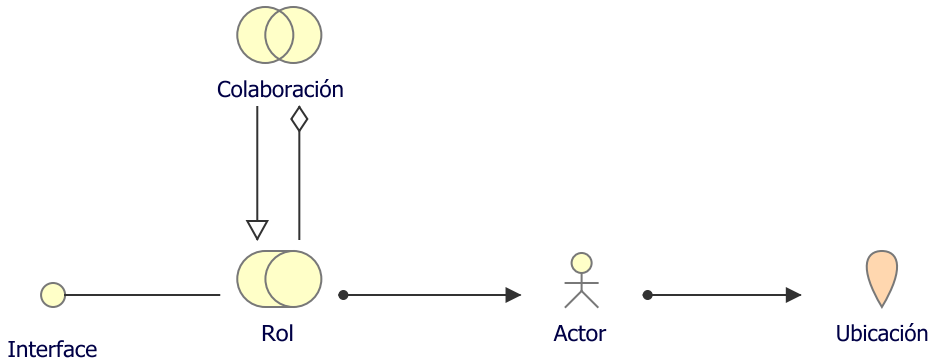 Colaboración
Rol
Actor
Ubicación
Interface